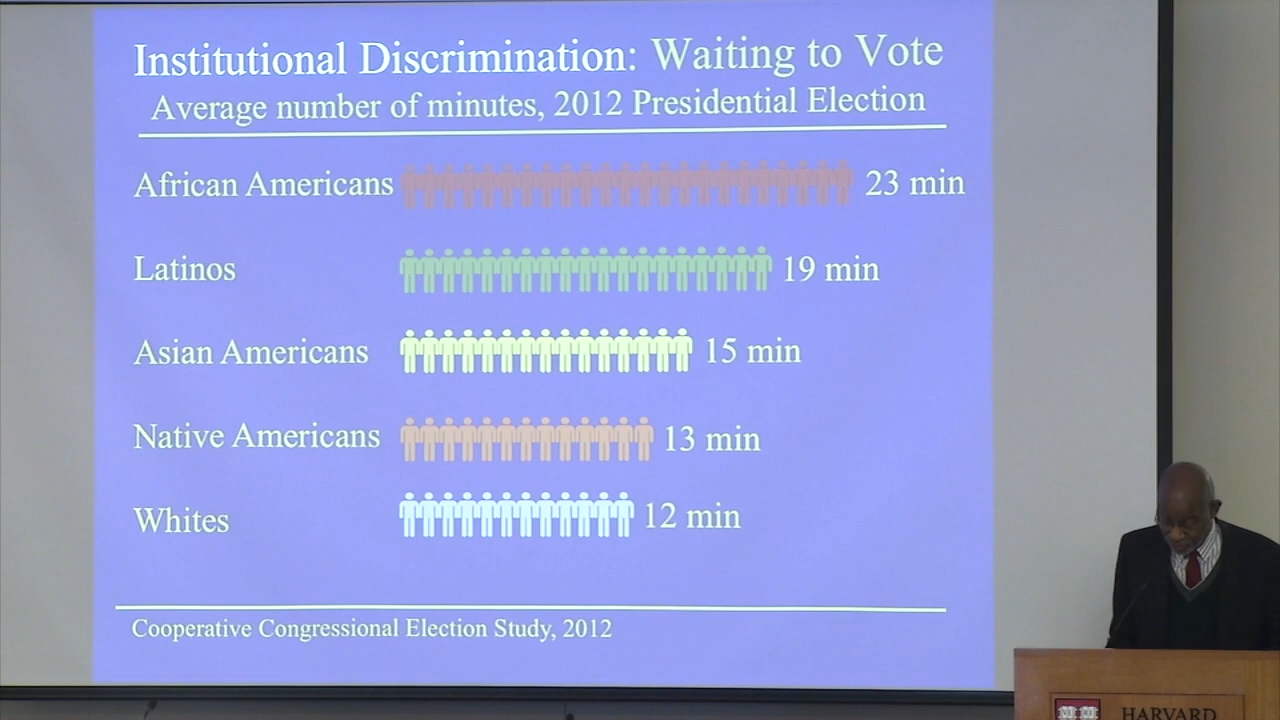 Institutional Discrimination: Waiting to Vote
Average number of minutes, 2012 Presidential Election
African Americans 23 min
Latinos 19 min
Asian Americans 15 min
Native Americans 13 min
Whites 12 min
Cooperative Congressional Election Study, 2012
HARVARD